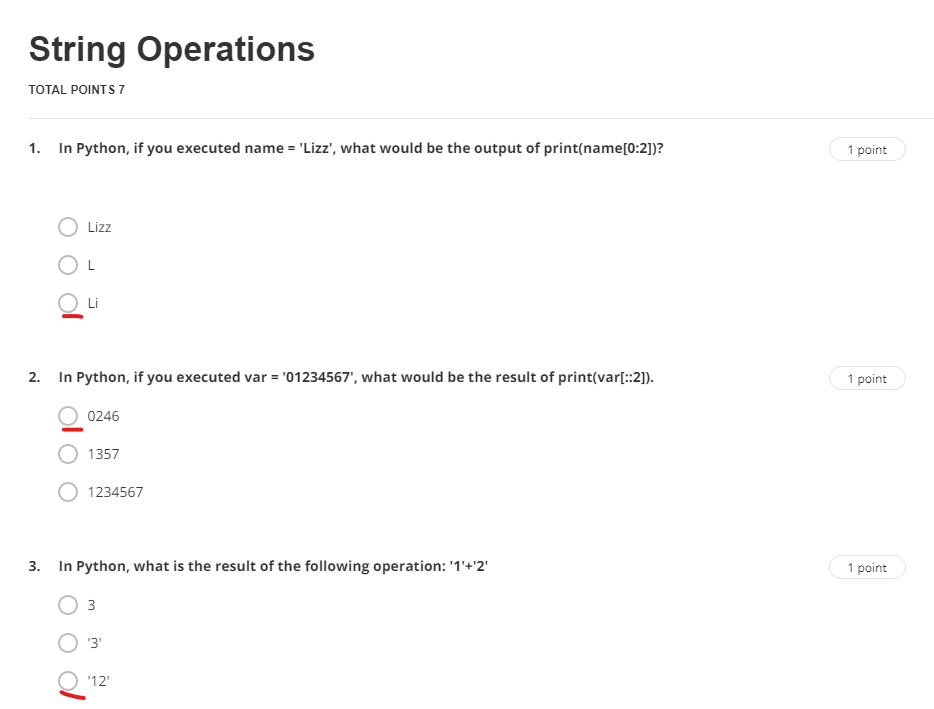 String Operations
TOTAL POINTS 7
1. In Python, if you executed name = 'Lizz', what would be the output of print(name[0:2])? 1 point
Lizz
L
Li
2. In Python, if you executed var = '01234567', what would be the result of print(var[::2]). 1 point
0246
1357
1234567
3. In Python, what is the result of the following operation: '1'+'2' 1 point
3
'3'
'12'